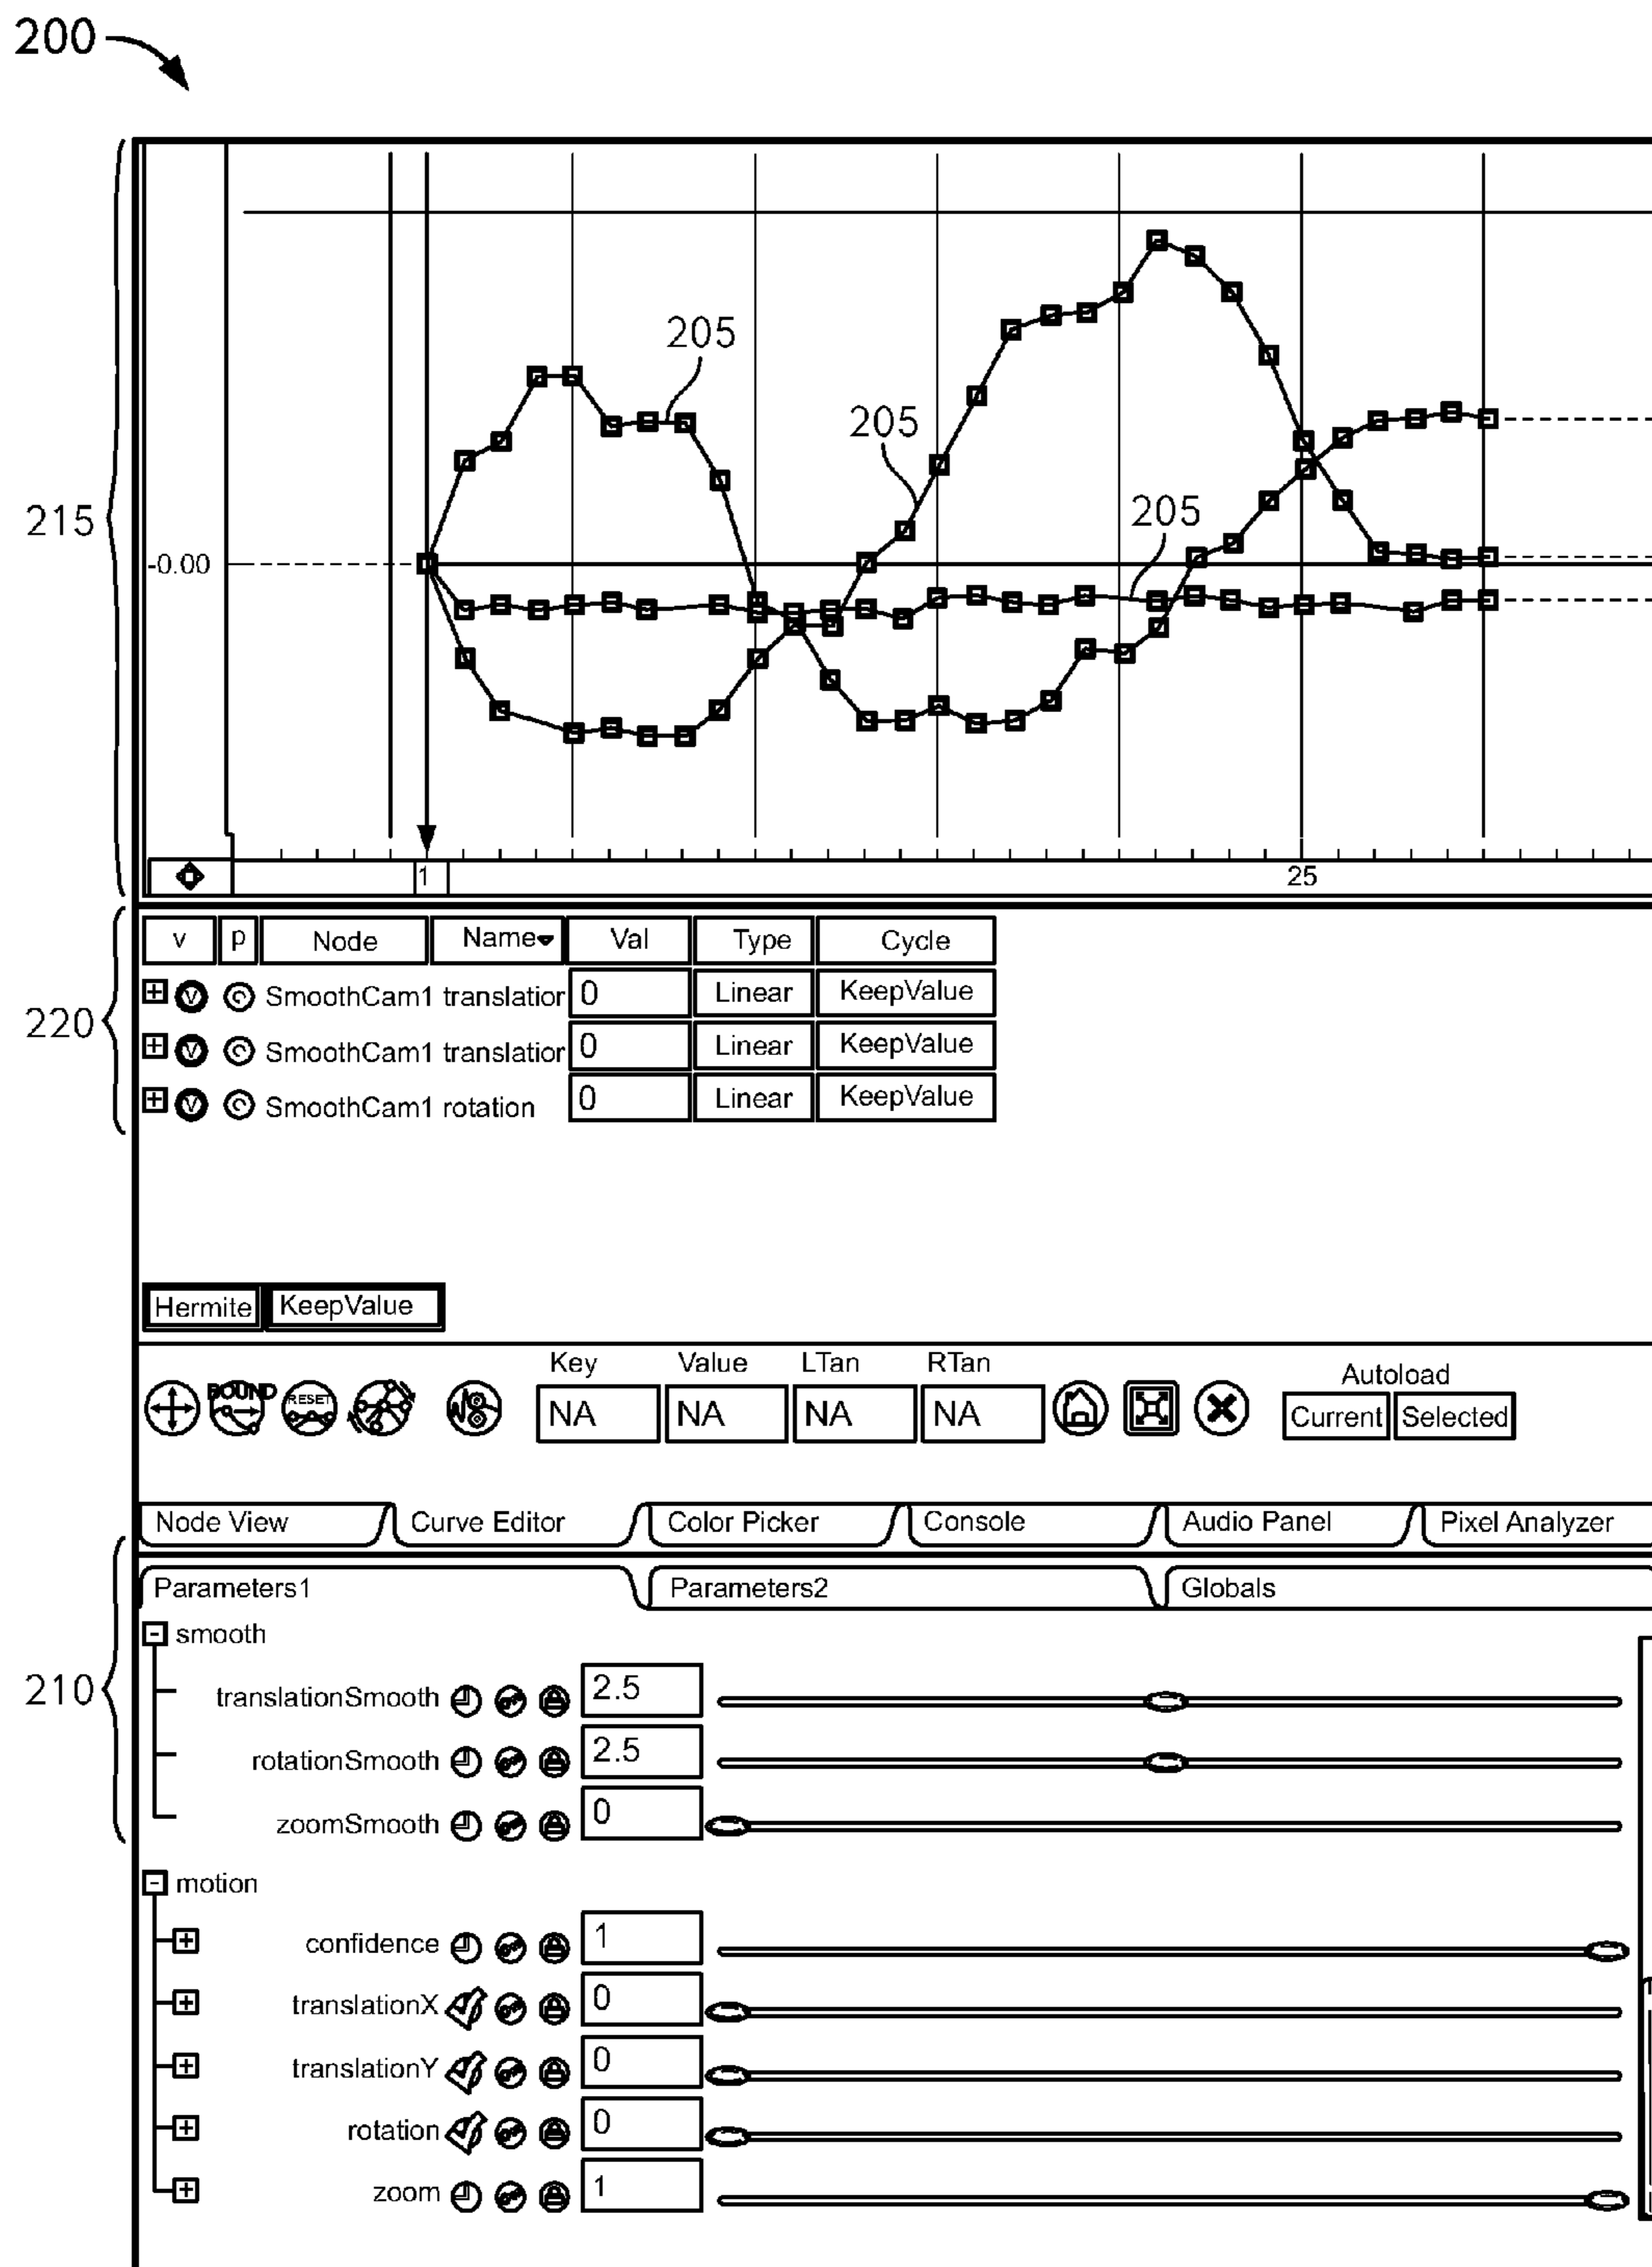 200
205
205
205
215
-0.00
1
25
220
v p Node Name Val Type Cycle
SmoothCam1 translation 0 Linear KeepValue
SmoothCam1 translation 0 Linear KeepValue
SmoothCam1 rotation 0 Linear KeepValue
Hermite KeepValue
Key Value LTan RTan Autoload
BOUND RESET NA NA NA NA Current Selected
Node View Curve Editor Color Picker Console Audio Panel Pixel Analyzer
Parameters1 Parameters2 Globals
210
smooth
translationSmooth 2.5
rotationSmooth 2.5
zoomSmooth 0
motion
confidence 1
translationX 0
translationY 0
rotation 0
zoom 1